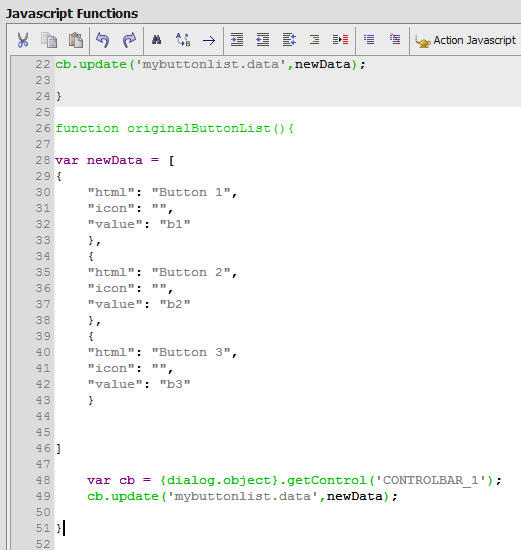 Javascript Functions
Action Javascript
22 cb.update('mybuttonlist.data',newData);
23
24 }
25
26 function originalButtonList(){
27
28 var newData = [
29 {
30     "html": "Button 1",
31     "icon": "",
32     "value": "b1"
33     },
34     {
35     "html": "Button 2",
36     "icon": "",
37     "value": "b2"
38     },
39     {
40     "html": "Button 3",
41     "icon": "",
42     "value": "b3"
43     }
44
45
46 ]
47
48     var cb = {dialog.object}.getControl('CONTROLBAR_1');
49     cb.update('mybuttonlist.data',newData);
50
51 }
52